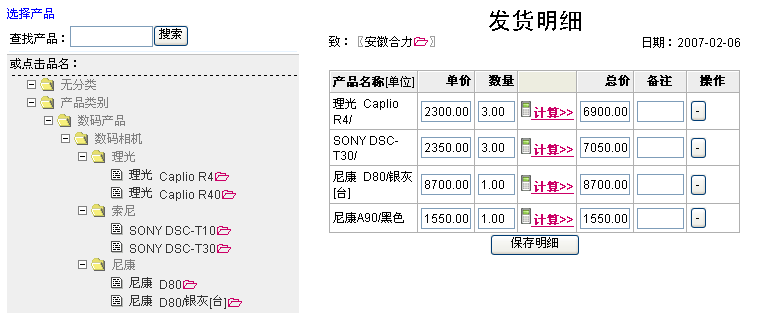 选择产品
查找产品： 搜索
或点击品名：
无分类
产品类别
数码产品
数码相机
理光
理光 Caplio R4
理光 Caplio R40
索尼
SONY DSC-T10
SONY DSC-T30
尼康
尼康 D80
尼康 D80/银灰[台]
发货明细
致：〖安徽合力〗 日期：2007-02-06
产品名称[单位] 单价 数量 总价 备注 操作
理光 Caplio R4/ 2300.00 3.00 计算>> 6900.00 -
SONY DSC-T30/ 2350.00 3.00 计算>> 7050.00 -
尼康 D80/银灰[台] 8700.00 1.00 计算>> 8700.00 -
尼康A90/黑色 1550.00 1.00 计算>> 1550.00 -
保存明细